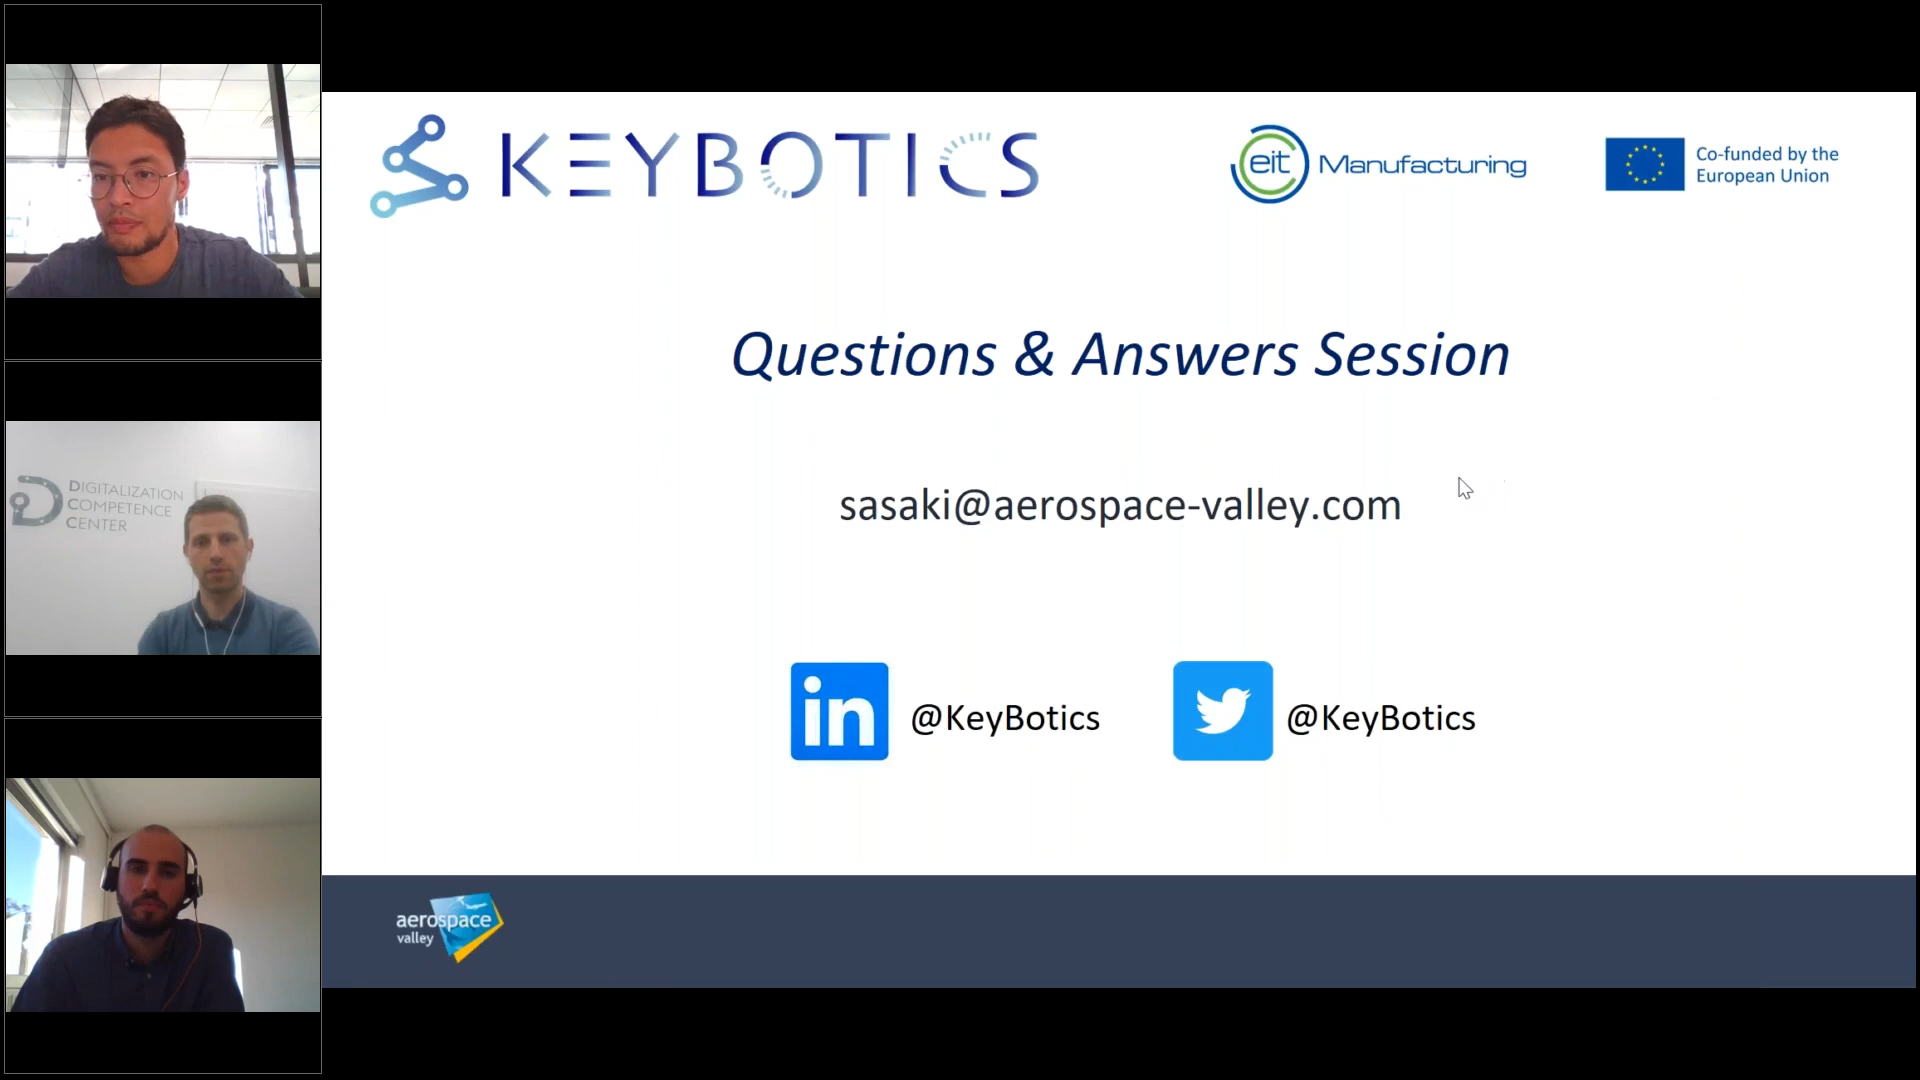 KEYBOTICS
eit Manufacturing
Co-funded by the
European Union
Questions & Answers Session
sasaki@aerospace-valley.com
in @KeyBotics
@KeyBotics
aerospace
valley
DIGITALIZATION
COMPETENCE
CENTER